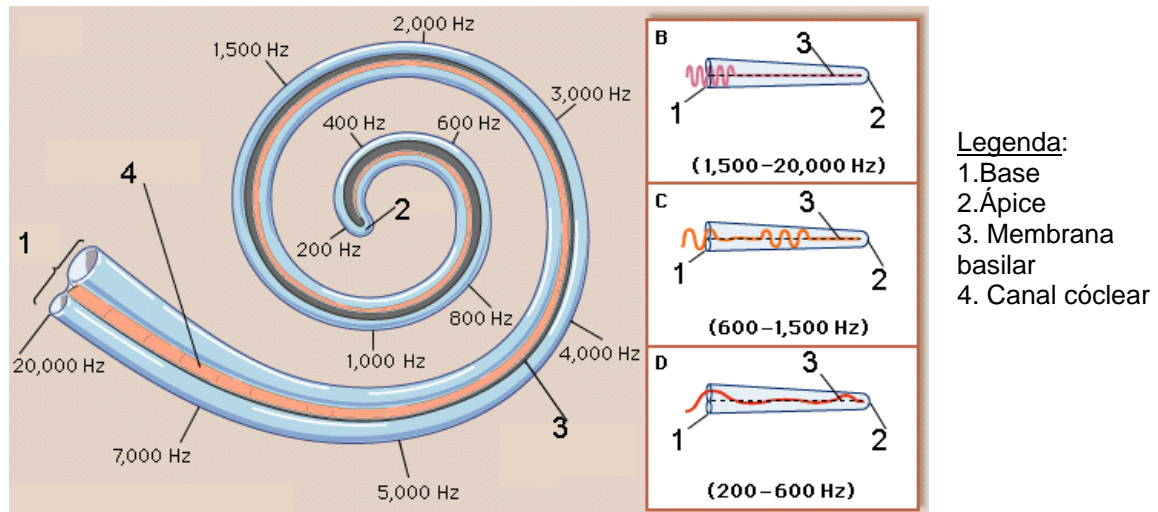 2,000 Hz
1,500 Hz
3,000 Hz
400 Hz
600 Hz
4
2
200 Hz
1
800 Hz
20,000 Hz
1,000 Hz
4,000 Hz
3
7,000 Hz
5,000 Hz
B
3
1
2
(1,500–20,000 Hz)
C
3
1
2
(600–1,500 Hz)
D
3
1
2
(200–600 Hz)
Legenda:
1.Base
2.Ápice
3. Membrana
basilar
4. Canal cóclear